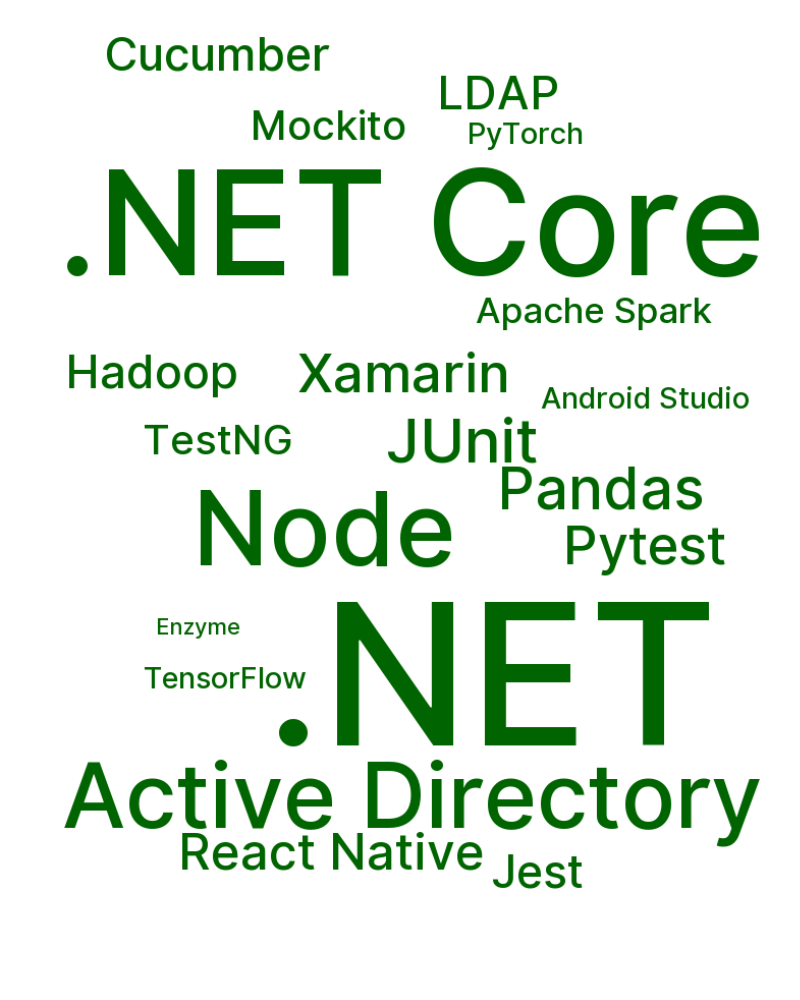 Cucumber
LDAP
Mockito
PyTorch
.NET Core
Apache Spark
Hadoop
Xamarin
Android Studio
TestNG
JUnit
Pandas
Node
Pytest
Enzyme
.NET
TensorFlow
Active Directory
React Native
Jest